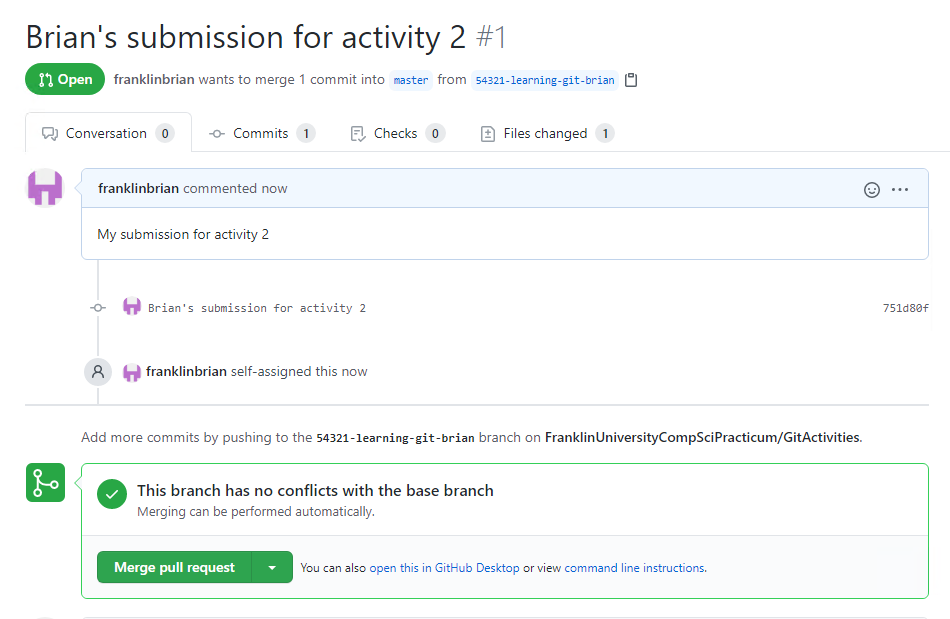 Brian's submission for activity 2 #1
Open franklinbrian wants to merge 1 commit into master from 54321-learning-git-brian
Conversation 0 Commits 1 Checks 0 Files changed 1
franklinbrian commented now
My submission for activity 2
Brian's submission for activity 2 751d80f
franklinbrian self-assigned this now
Add more commits by pushing to the 54321-learning-git-brian branch on FranklinUniversityCompSciPracticum/GitActivities.
This branch has no conflicts with the base branch
Merging can be performed automatically.
Merge pull request You can also open this in GitHub Desktop or view command line instructions.